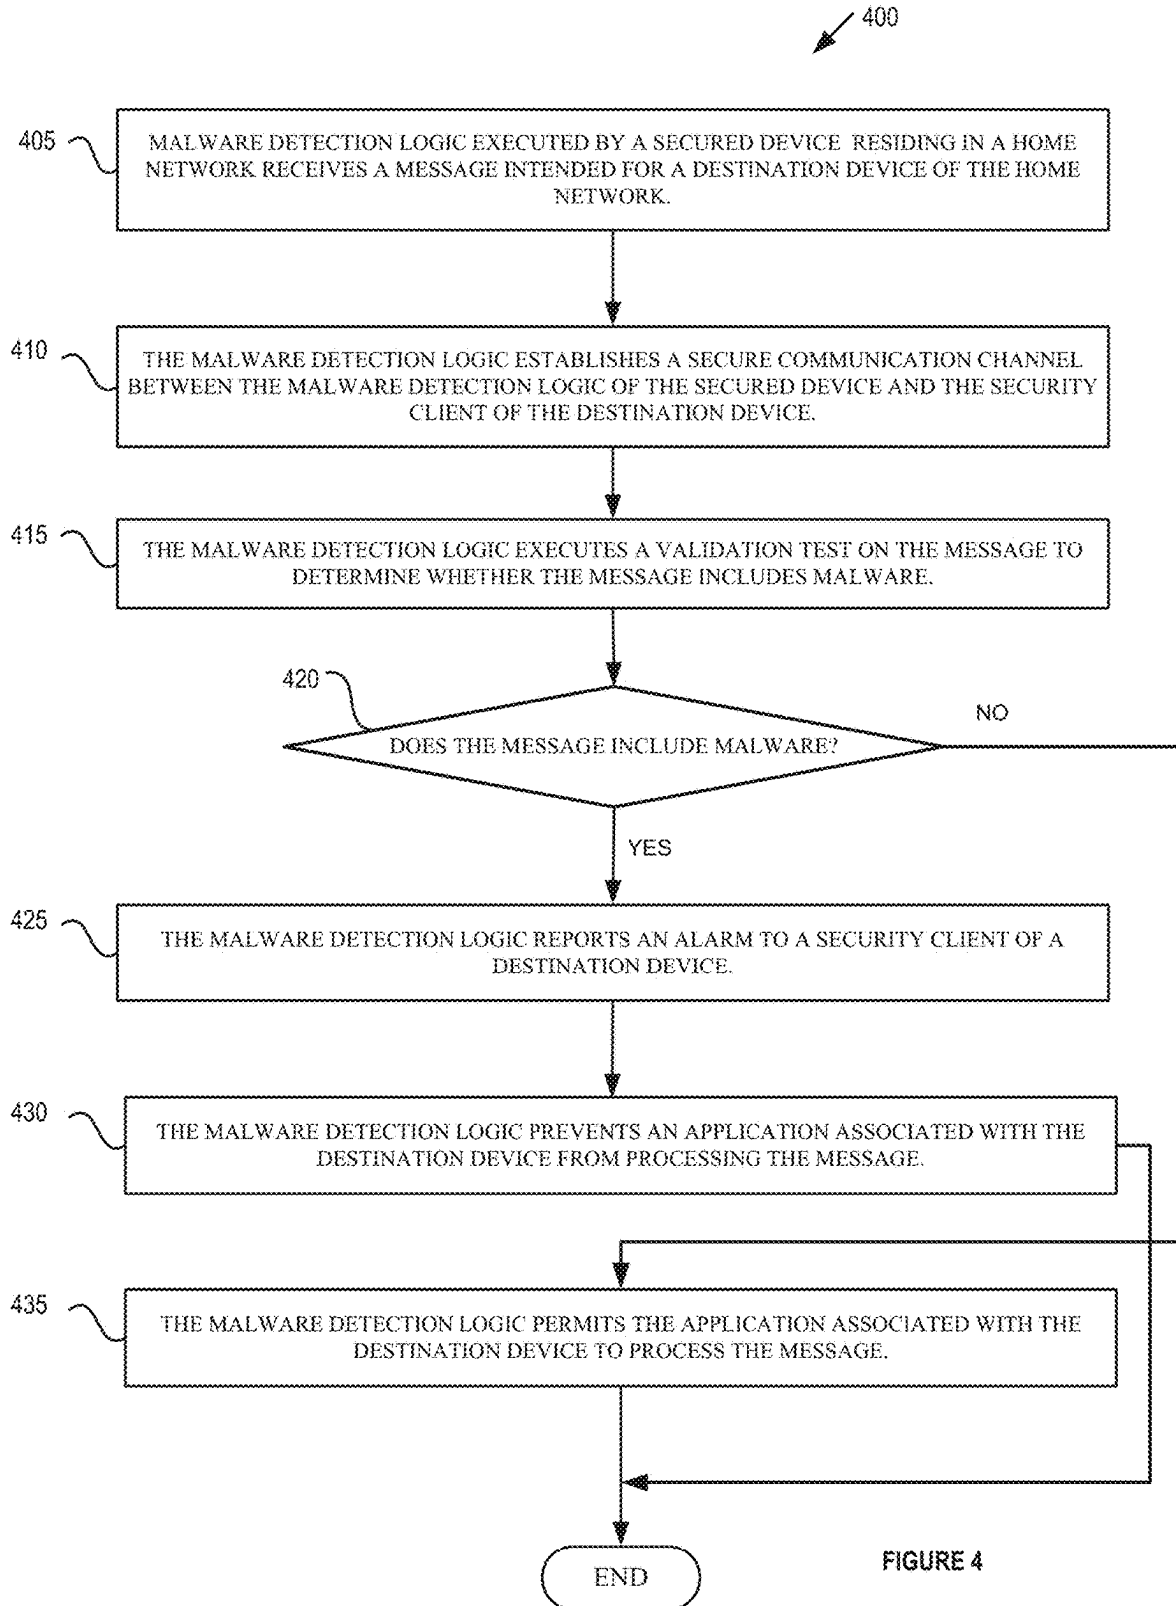 400
405
MALWARE DETECTION LOGIC EXECUTED BY A SECURED DEVICE RESIDING IN A HOME
NETWORK RECEIVES A MESSAGE INTENDED FOR A DESTINATION DEVICE OF THE HOME
NETWORK.
410
THE MALWARE DETECTION LOGIC ESTABLISHES A SECURE COMMUNICATION CHANNEL
BETWEEN THE MALWARE DETECTION LOGIC OF THE SECURED DEVICE AND THE SECURITY
CLIENT OF THE DESTINATION DEVICE.
415
THE MALWARE DETECTION LOGIC EXECUTES A VALIDATION TEST ON THE MESSAGE TO
DETERMINE WHETHER THE MESSAGE INCLUDES MALWARE.
420
NO
DOES THE MESSAGE INCLUDE MALWARE?
YES
425
THE MALWARE DETECTION LOGIC REPORTS AN ALARM TO A SECURITY CLIENT OF A
DESTINATION DEVICE.
430
THE MALWARE DETECTION LOGIC PREVENTS AN APPLICATION ASSOCIATED WITH THE
DESTINATION DEVICE FROM PROCESSING THE MESSAGE.
435
THE MALWARE DETECTION LOGIC PERMITS THE APPLICATION ASSOCIATED WITH THE
DESTINATION DEVICE TO PROCESS THE MESSAGE.
END
FIGURE 4